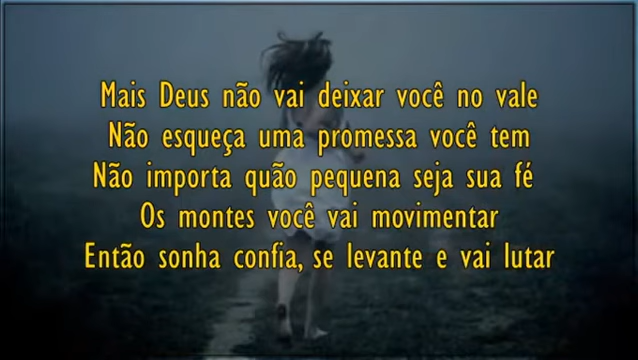 Mais Deus não vai deixar você no vale
Não esqueça uma promessa você tem
Não importa quão pequena seja sua fé
Os montes você vai movimentar
Então sonha confia, se levante e vai lutar